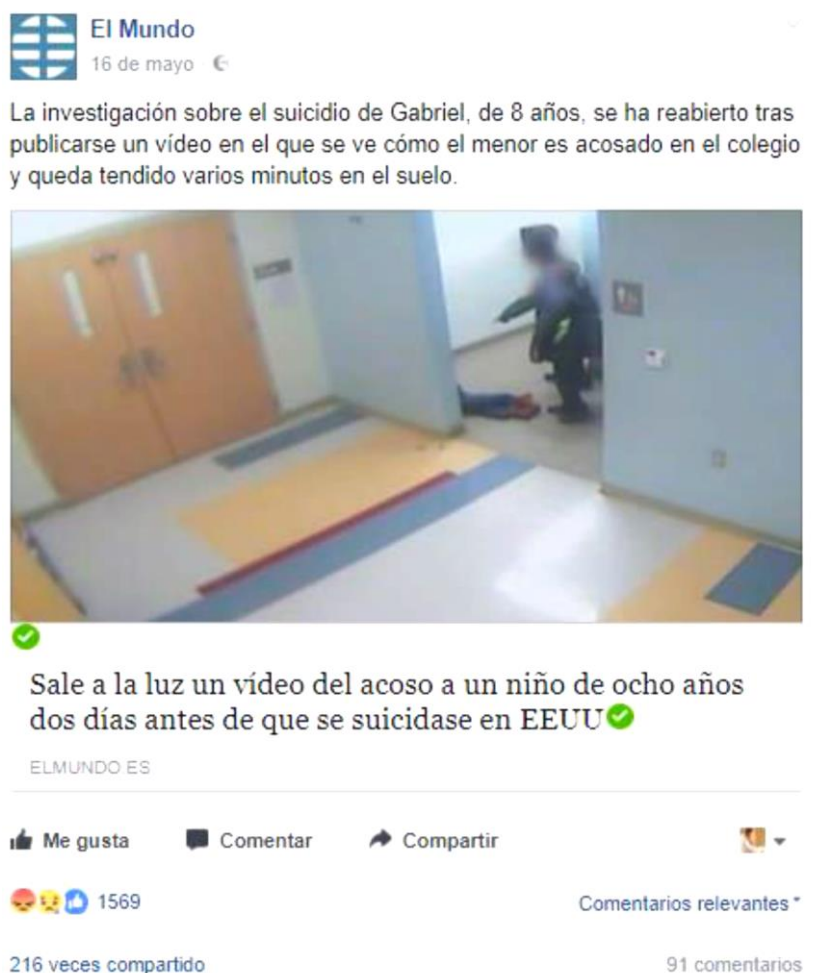 El Mundo
16 de mayo
La investigación sobre el suicidio de Gabriel, de 8 años, se ha reabierto tras
publicarse un vídeo en el que se ve cómo el menor es acosado en el colegio
y queda tendido varios minutos en el suelo.
Sale a la luz un vídeo del acoso a un niño de ocho años
dos días antes de que se suicidase en EEUU
ELMUNDO.ES
Me gusta
Comentar
Compartir
1569
Comentarios relevantes
216 veces compartido
91 comentarios